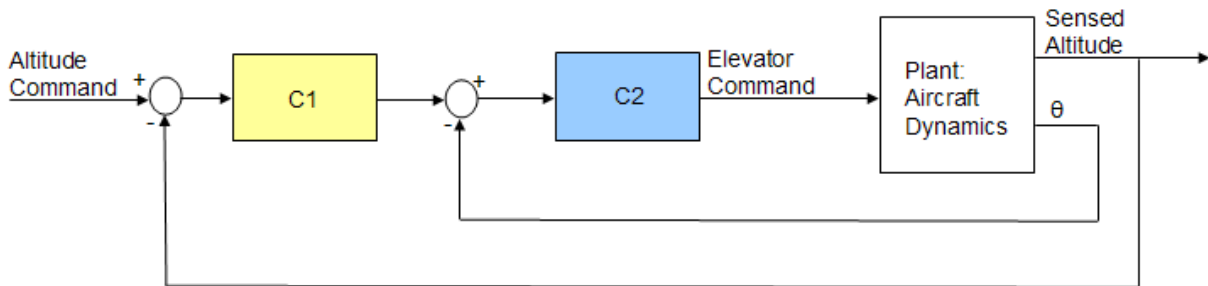 Altitude
Command
+
-
C1
+
-
C2
Elevator
Command
Plant:
Aircraft
Dynamics
Sensed
Altitude
θ